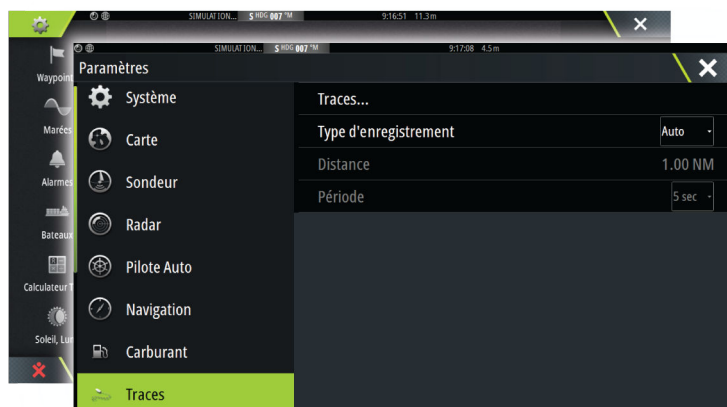 SIMULATION... S HDG 007 °M 9:16:51 11.3 m
Waypoint
Marées
Alarmes
Bateaux
Calculateur T
Soleil, Lun
SIMULATION... S HDG 007 °M 9:17:08 4.5 m
Paramètres
Système
Carte
Sondeur
Radar
Pilote Auto
Navigation
Carburant
Traces
Traces...
Type d'enregistrement Auto
Distance 1.00 NM
Période 5 sec